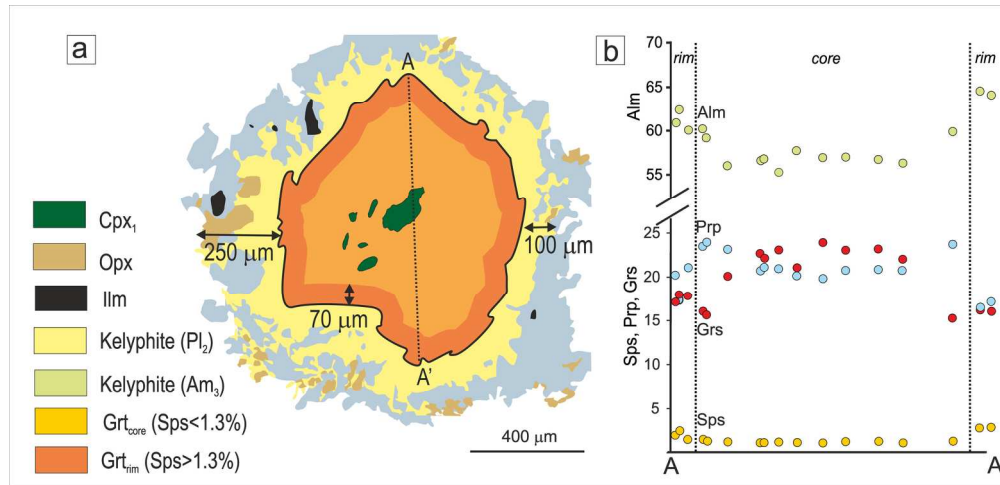 a
A
Cpx₁
Opx
Ilm
Kelyphite (Pl₂)
Kelyphite (Am₃)
Grt_core (Sps<1.3%)
Grt_rim (Sps>1.3%)
250 μm
100 μm
70 μm
A'
400 μm
b
70
65
60
55
25
20
15
10
5
Alm
Sps, Prp, Grs
rim
core
rim
Alm
Prp
Grs
Sps
A
A